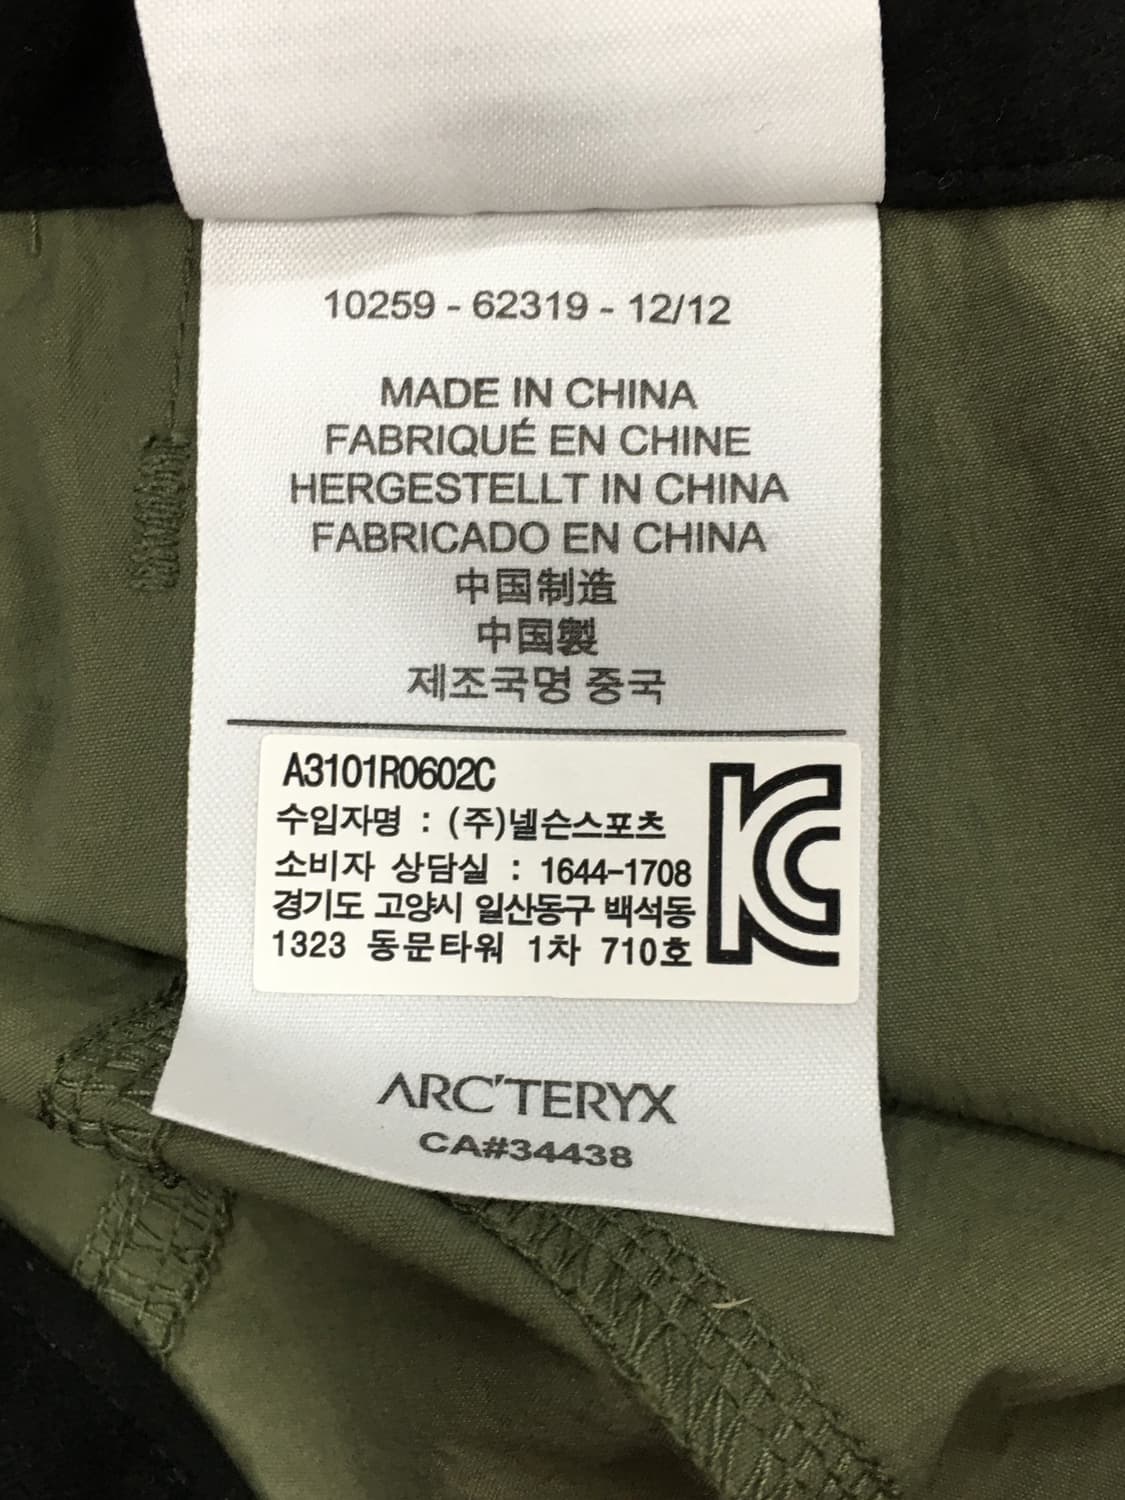 10259 - 62319 - 12/12
MADE IN CHINA
FABRIQUÉ EN CHINE
HERGESTELLT IN CHINA
FABRICADO EN CHINA
中国制造
中国製
제조국명 중국
A3101R0602C
수입자명 : (주)넬슨스포츠
소비자 상담실 : 1644-1708
경기도 고양시 일산동구 백석동
1323 동문타워 1차 710호
KC
ARC'TERYX
CA#34438